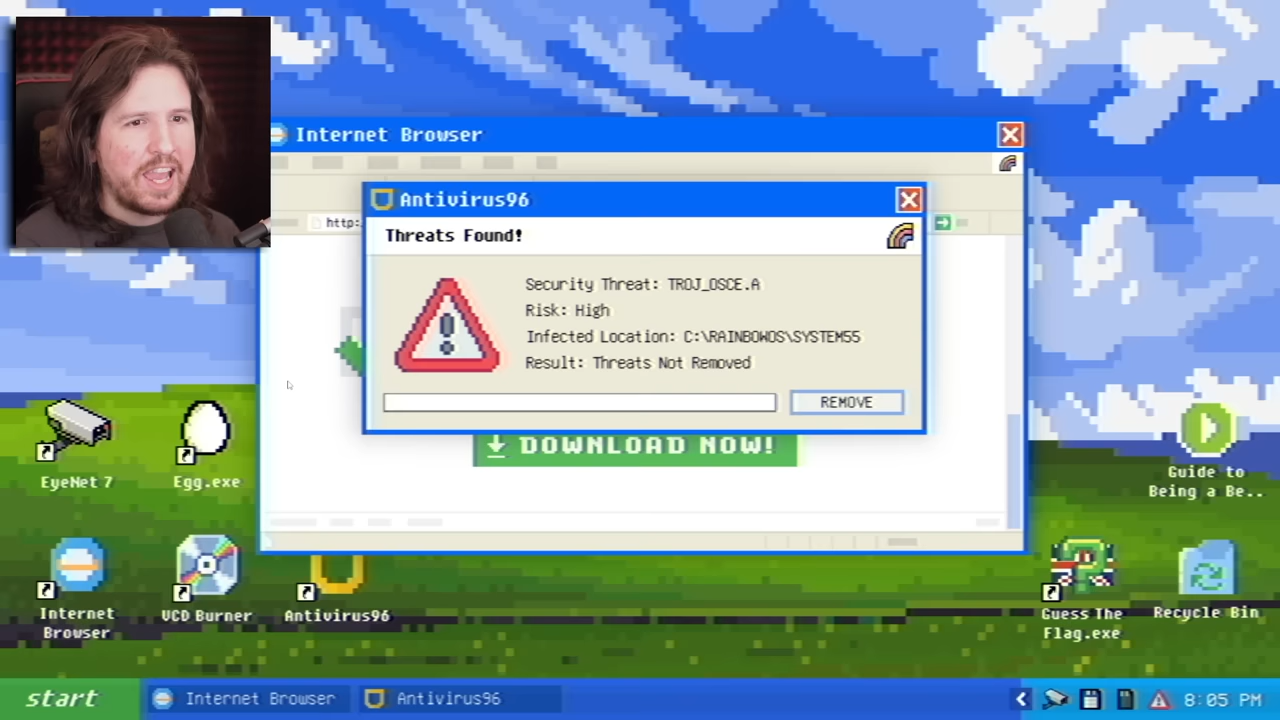 Internet Browser
http:
Antivirus96
Threats Found!
Security Threat: TROJ_OSCE.A
Risk: High
Infected Location: C:\RAINBOWOS\SYSTEM55
Result: Threats Not Removed
REMOVE
DOWNLOAD NOW!
EyeNet 7
Egg.exe
Guide to
Being a Be..
Internet
Browser
VCD Burner
Antivirus96
Guess The
Flag.exe
Recycle Bin
start
Internet Browser
Antivirus96
8:05 PM